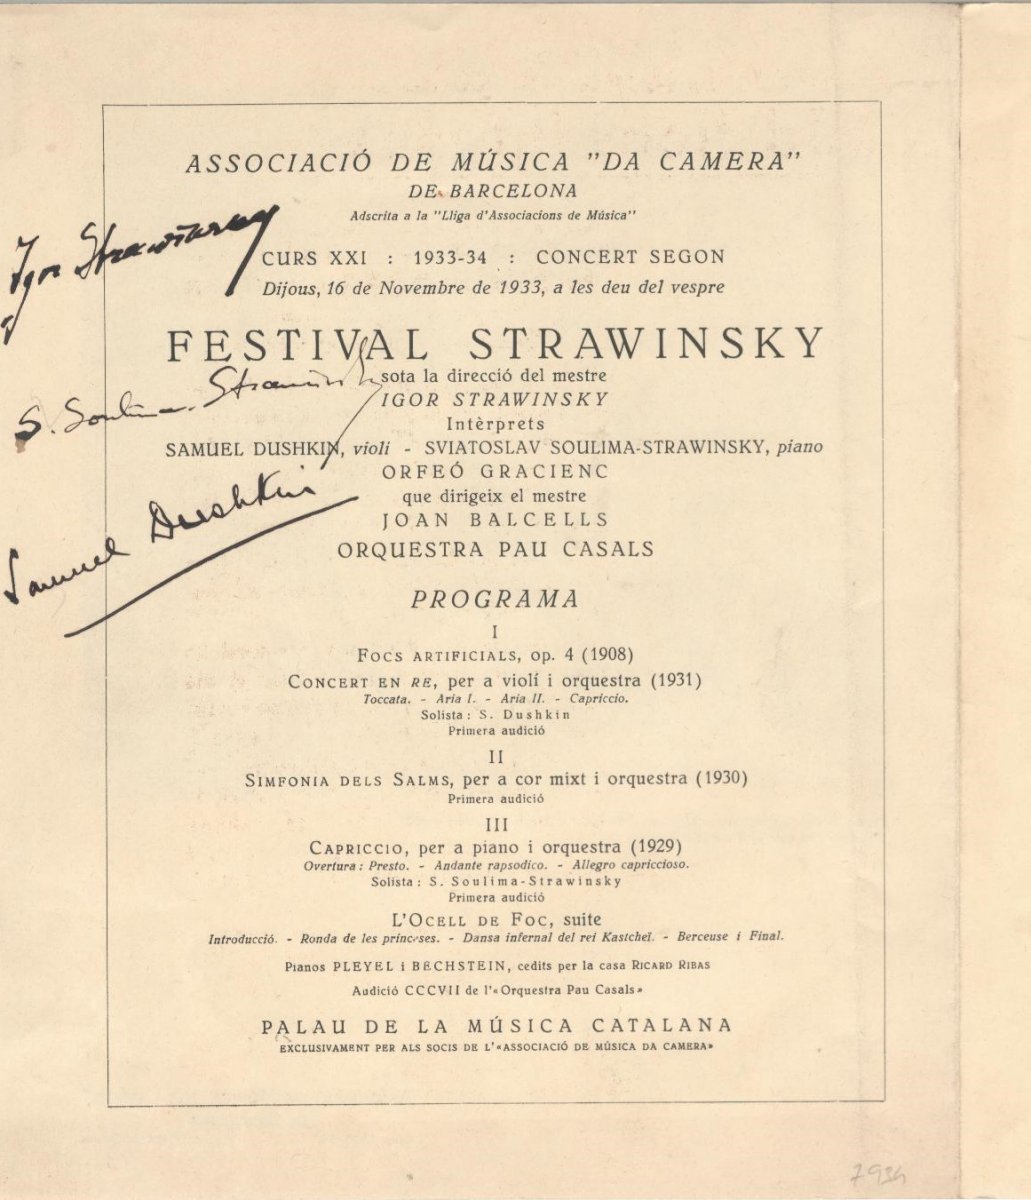 ASSOCIACIÓ DE MÚSICA "DA CAMERA"
DE BARCELONA
Adscrita a la "Lliga d'Associacions de Música"
Igor Strawinsky
CURS XXI : 1933-34 : CONCERT SEGON
Dijous, 16 de Novembre de 1933, a les deu del vespre
FESTIVAL STRAWINSKY
sota la direcció del mestre
S. Soulima-Strawinsky
IGOR STRAWINSKY
Intèrprets
SAMUEL DUSHKIN, violí - SVIATOSLAV SOULIMA-STRAWINSKY, piano
ORFEÓ GRACIENC
que dirigeix el mestre
JOAN BALCELLS
Samuel Dushkin
ORQUESTRA PAU CASALS
PROGRAMA
I
FOCS ARTIFICIALS, op. 4 (1908)
CONCERT EN RE, per a violí i orquestra (1931)
Toccata. - Aria I. - Aria II. - Capriccio.
Solista: S. Dushkin
Primera audició
II
SIMFONIA DELS SALMS, per a cor mixt i orquestra (1930)
Primera audició
III
CAPRICCIO, per a piano i orquestra (1929)
Overtura: Presto. - Andante rapsodico. - Allegro capriccioso.
Solista: S. Soulima-Strawinsky
Primera audició
L'OCELL DE FOC, suite
Introducció. - Ronda de les princeses. - Dansa infernal del rei Kastcheï. - Berceuse i Final.
Pianos PLEYEL i BECHSTEIN, cedits per la casa RICARD RIBAS
Audició CCCVII de l'«Orquestra Pau Casals»
PALAU DE LA MÚSICA CATALANA
EXCLUSIVAMENT PER ALS SOCIS DE L'«ASSOCIACIÓ DE MÚSICA DA CAMERA»
7934